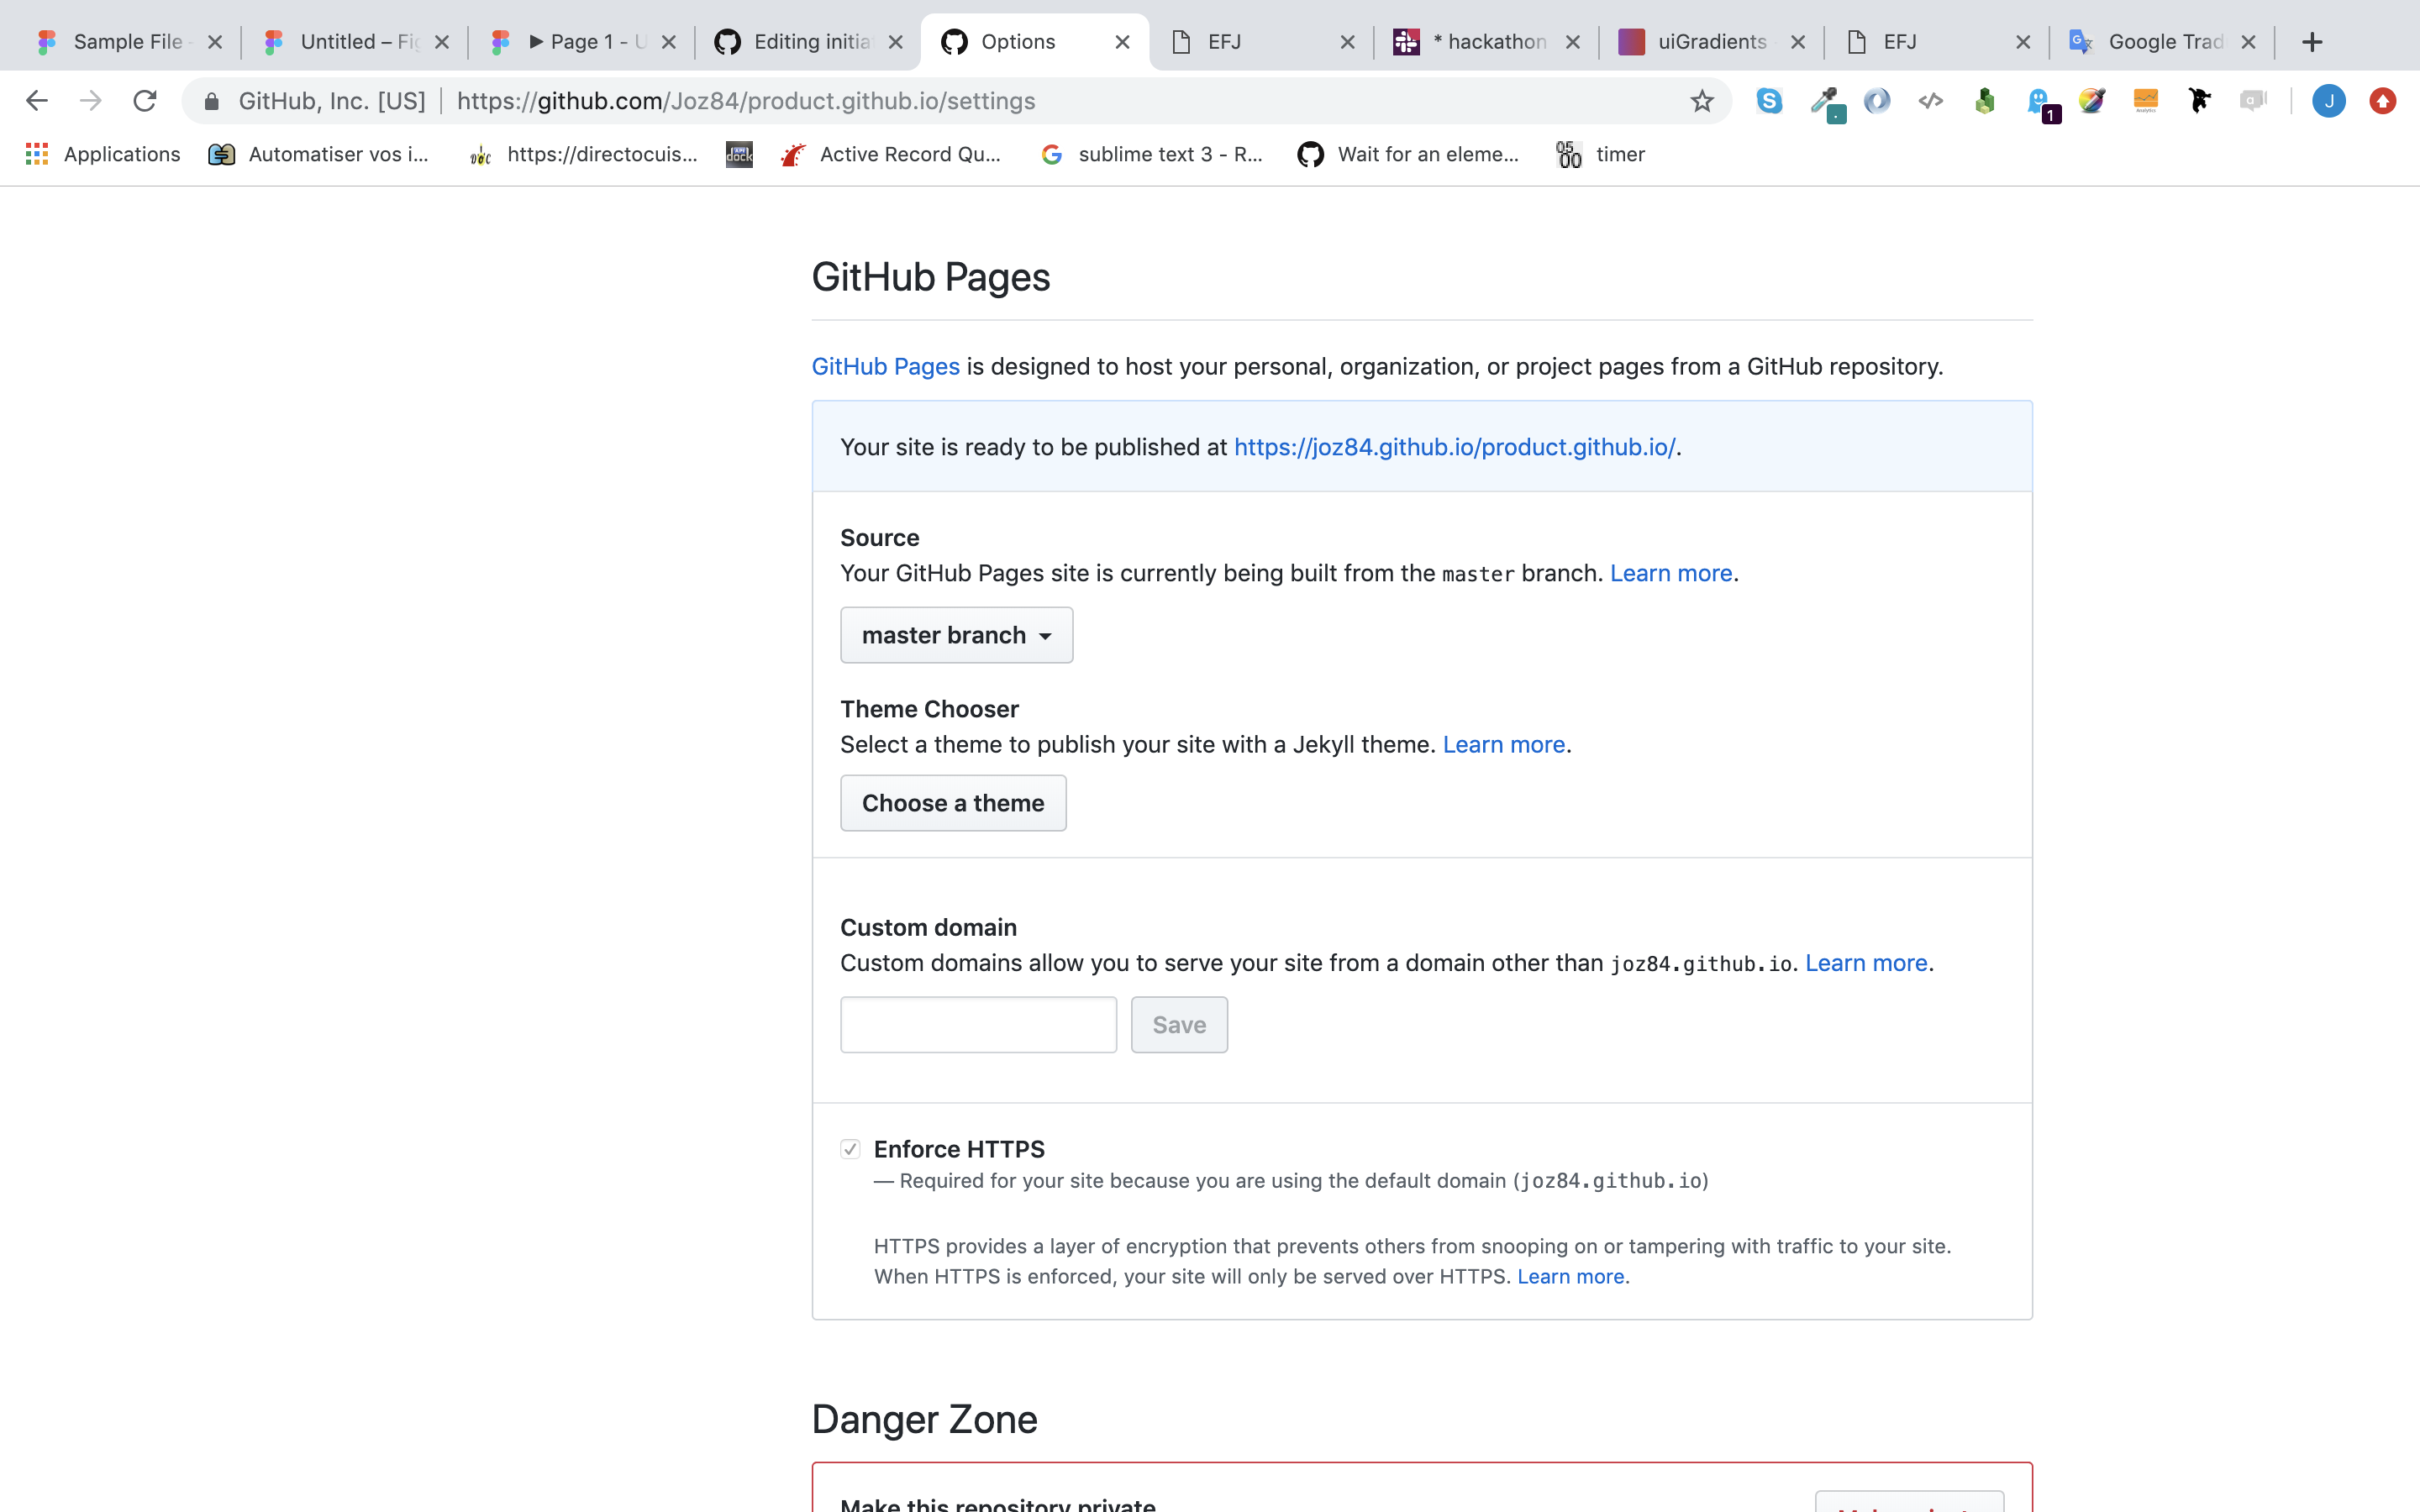 Sample File -
Untitled – Fig
▶ Page 1 - U
Editing initia
Options
EFJ
* hackathon
uiGradients
EFJ
Google Trad
GitHub, Inc. [US] | https://github.com/Joz84/product.github.io/settings
1
J
Applications
Automatiser vos i...
https://directocuis...
Active Record Qu...
sublime text 3 - R...
Wait for an eleme...
05 00
timer
GitHub Pages
GitHub Pages is designed to host your personal, organization, or project pages from a GitHub repository.
Your site is ready to be published at https://joz84.github.io/product.github.io/.
Source
Your GitHub Pages site is currently being built from the master branch. Learn more.
master branch
Theme Chooser
Select a theme to publish your site with a Jekyll theme. Learn more.
Choose a theme
Custom domain
Custom domains allow you to serve your site from a domain other than joz84.github.io. Learn more.
Save
Enforce HTTPS
— Required for your site because you are using the default domain (joz84.github.io)
HTTPS provides a layer of encryption that prevents others from snooping on or tampering with traffic to your site.
When HTTPS is enforced, your site will only be served over HTTPS. Learn more.
Danger Zone
Make this repository private